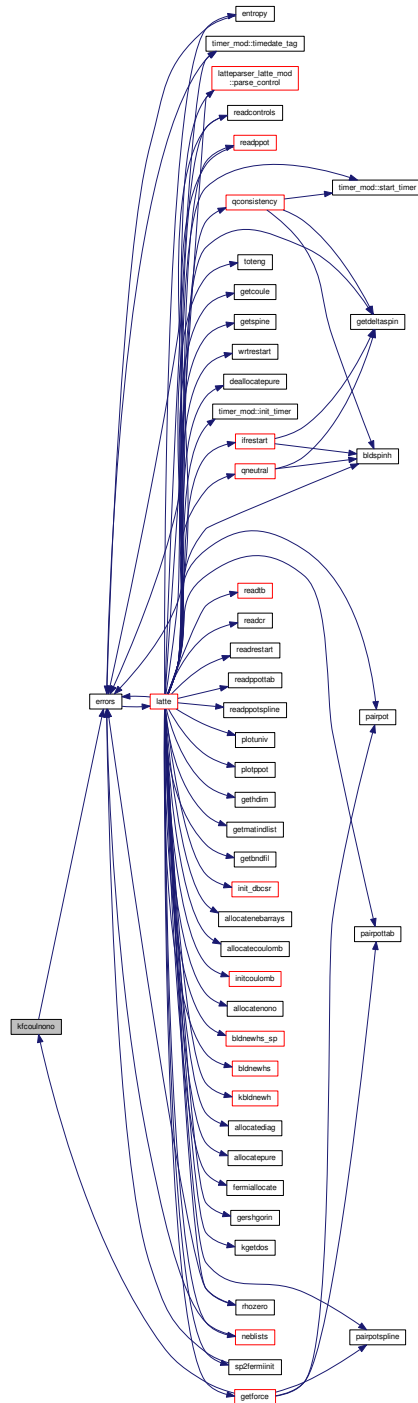 entropy
timer_mod::timedate_tag
latteparser_latte_mod
::parse_control
readcontrols
readppot
qconsistency
timer_mod::start_timer
toteng
getcoule
getspine
getdeltaspin
wrtrestart
deallocatepure
timer_mod::init_timer
ifrestart
bldspinh
qneutral
readtb
readcr
readrestart
readppottab
errors
latte
readppotspline
pairpot
plotuniv
plotppot
gethdim
getmatindlist
getbndfil
init_dbcsr
allocatenebarrays
pairpottab
allocatecoulomb
initcoulomb
allocatenono
kfcoulnono
bldnewhs_sp
bldnewhs
kbldnewh
allocatediag
allocatepure
fermiallocate
gershgorin
kgetdos
rhozero
neblists
pairpotspline
sp2fermiinit
getforce